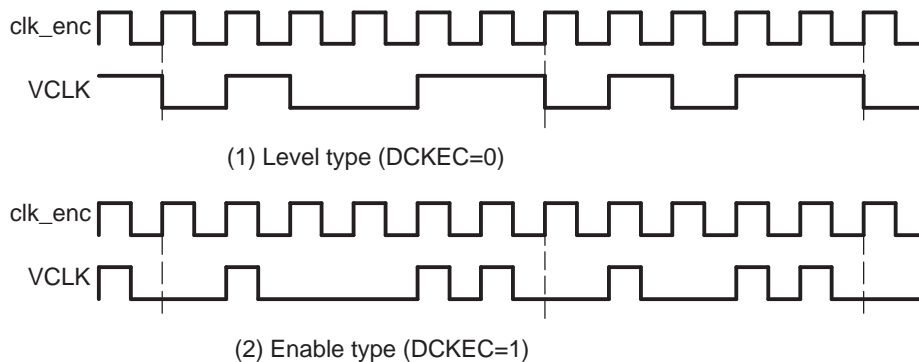 clk_enc
VCLK
(1) Level type (DCKEC=0)
clk_enc
VCLK
(2) Enable type (DCKEC=1)